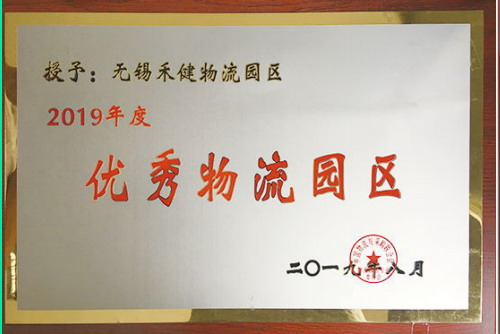 授予：无锡禾健物流园区
2019年度
优秀物流园区
二〇一九年八月